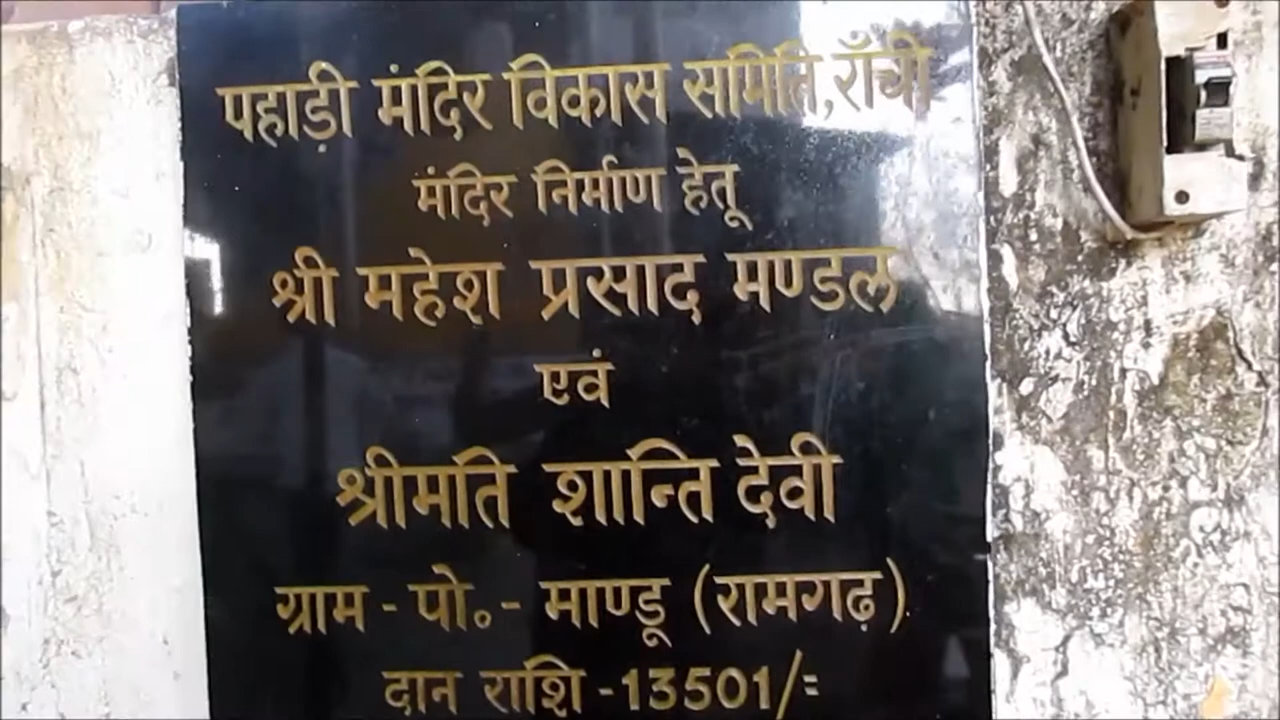 पहाड़ी मंदिर विकास समिति, राँची
मंदिर निर्माण हेतू
श्री महेश प्रसाद मण्डल
एवं
श्रीमति शान्ति देवी
ग्राम - पो॰ - माण्डू (रामगढ़)
दान राशि -13501/=